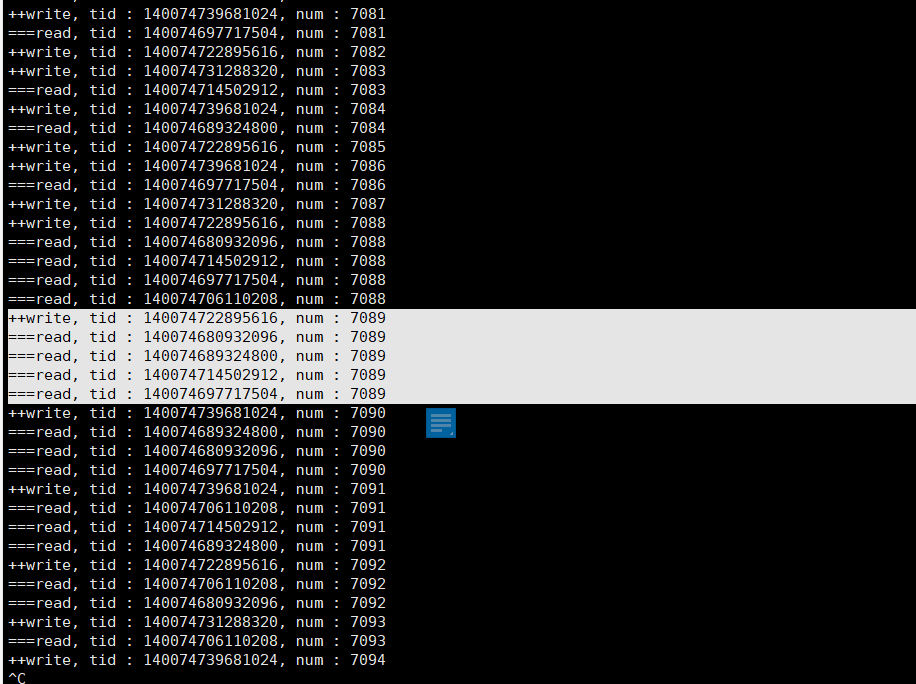 ++write, tid : 140074739681024, num : 7081
===read, tid : 140074697717504, num : 7081
++write, tid : 140074722895616, num : 7082
++write, tid : 140074731288320, num : 7083
===read, tid : 140074714502912, num : 7083
++write, tid : 140074739681024, num : 7084
===read, tid : 140074689324800, num : 7084
++write, tid : 140074722895616, num : 7085
++write, tid : 140074739681024, num : 7086
===read, tid : 140074697717504, num : 7086
++write, tid : 140074731288320, num : 7087
++write, tid : 140074722895616, num : 7088
===read, tid : 140074680932096, num : 7088
===read, tid : 140074714502912, num : 7088
===read, tid : 140074697717504, num : 7088
===read, tid : 140074706110208, num : 7088
++write, tid : 140074722895616, num : 7089
===read, tid : 140074680932096, num : 7089
===read, tid : 140074689324800, num : 7089
===read, tid : 140074714502912, num : 7089
===read, tid : 140074697717504, num : 7089
++write, tid : 140074739681024, num : 7090
===read, tid : 140074689324800, num : 7090
===read, tid : 140074680932096, num : 7090
===read, tid : 140074697717504, num : 7090
++write, tid : 140074739681024, num : 7091
===read, tid : 140074706110208, num : 7091
===read, tid : 140074714502912, num : 7091
===read, tid : 140074689324800, num : 7091
++write, tid : 140074722895616, num : 7092
===read, tid : 140074706110208, num : 7092
===read, tid : 140074680932096, num : 7092
++write, tid : 140074731288320, num : 7093
===read, tid : 140074706110208, num : 7093
++write, tid : 140074739681024, num : 7094
^C